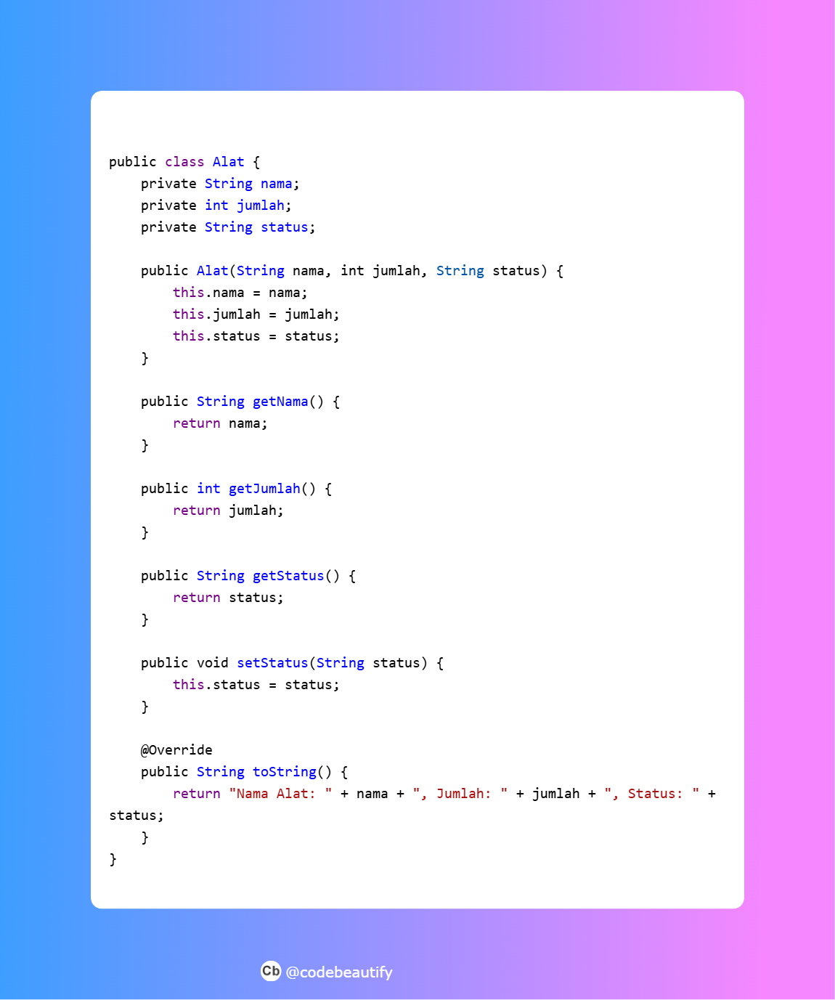 public class Alat {
    private String nama;
    private int jumlah;
    private String status;

    public Alat(String nama, int jumlah, String status) {
        this.nama = nama;
        this.jumlah = jumlah;
        this.status = status;
    }

    public String getNama() {
        return nama;
    }

    public int getJumlah() {
        return jumlah;
    }

    public String getStatus() {
        return status;
    }

    public void setStatus(String status) {
        this.status = status;
    }

    @Override
    public String toString() {
        return "Nama Alat: " + nama + ", Jumlah: " + jumlah + ", Status: " +
status;
    }
}
Cb @codebeautify